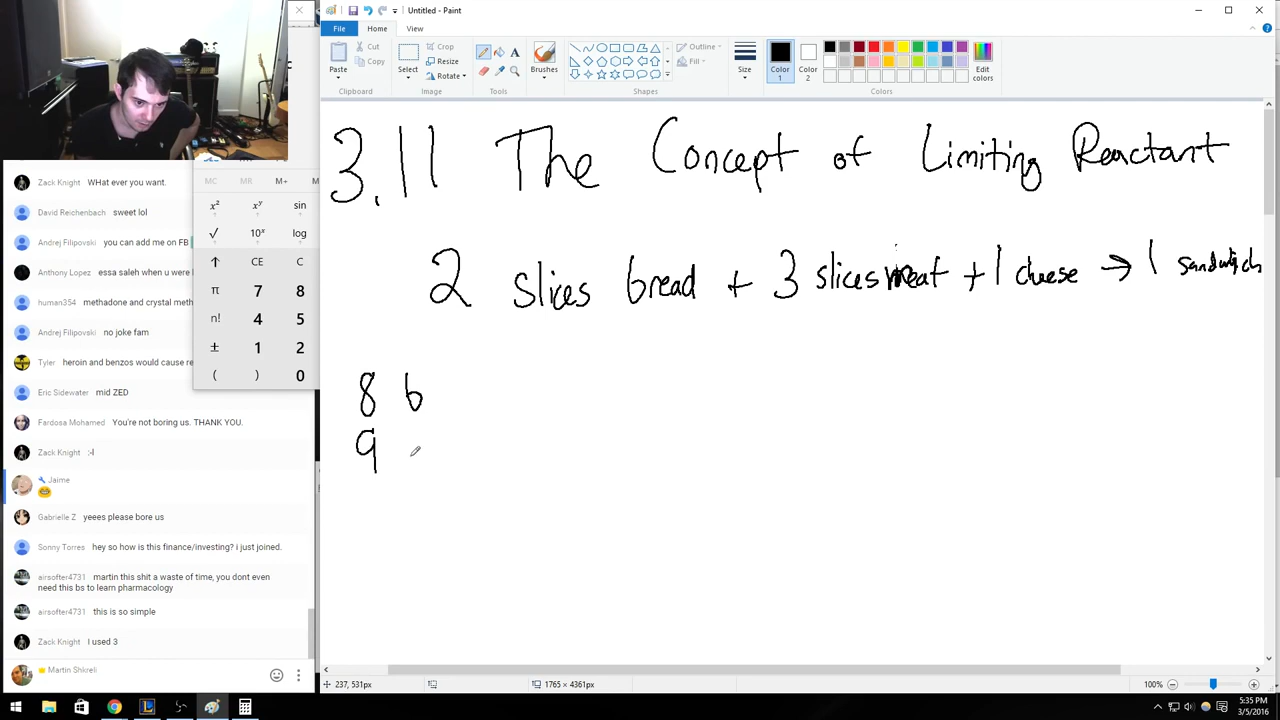 Untitled - Paint
File
Home
View
Paste
Cut
Copy
Clipboard
Select
Crop
Resize
Rotate
Image
A
Tools
Brushes
Shapes
Outline
Fill
Size
Color 1
Color 2
Edit colors
Colors
3.11 The Concept of Limiting Reactant
2 slices bread + 3 slices meat + 1 cheese → 1 sandwich
8 b
9
MC MR M+ M
x² xʸ sin
√ 10ˣ log
↑ CE C
π 7 8
n! 4 5
± 1 2
( ) 0
Zack Knight WHat ever you want.
David Reichenbach sweet lol
Andrej Filipovski you can add me on FB
Anthony Lopez essa saleh when u were
human354 methadone and crystal meth
Andrej Filipovski no joke fam
Tyler heroin and benzos would cause re
Eric Sidewater mid ZED
Fardosa Mohamed You're not boring us. THANK YOU.
Zack Knight :-l
Jaime
Gabrielle Z yeees please bore us
Sonny Torres hey so how is this finance/investing? i just joined.
airsofter4731 martin this shit a waste of time, you dont even
need this bs to learn pharmacology
airsofter4731 this is so simple
Zack Knight I used 3
Martin Shkreli
237, 531px
1765 × 4361px
100%
5:35 PM
3/5/2016